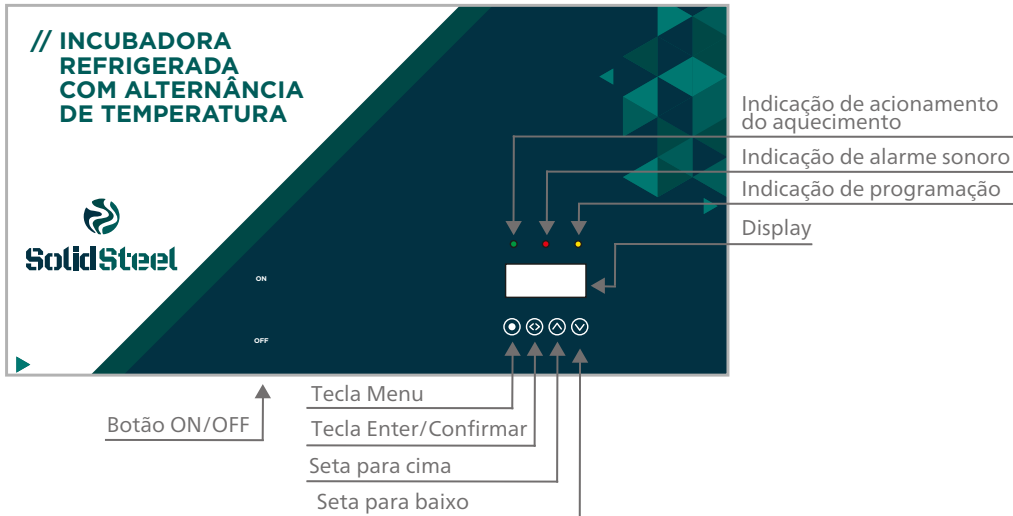 // INCUBADORA
REFRIGERADA
COM ALTERNÂNCIA
DE TEMPERATURA
SolidSteel
ON
OFF
Indicação de acionamento
do aquecimento
Indicação de alarme sonoro
Indicação de programação
Display
Botão ON/OFF
Tecla Menu
Tecla Enter/Confirmar
Seta para cima
Seta para baixo